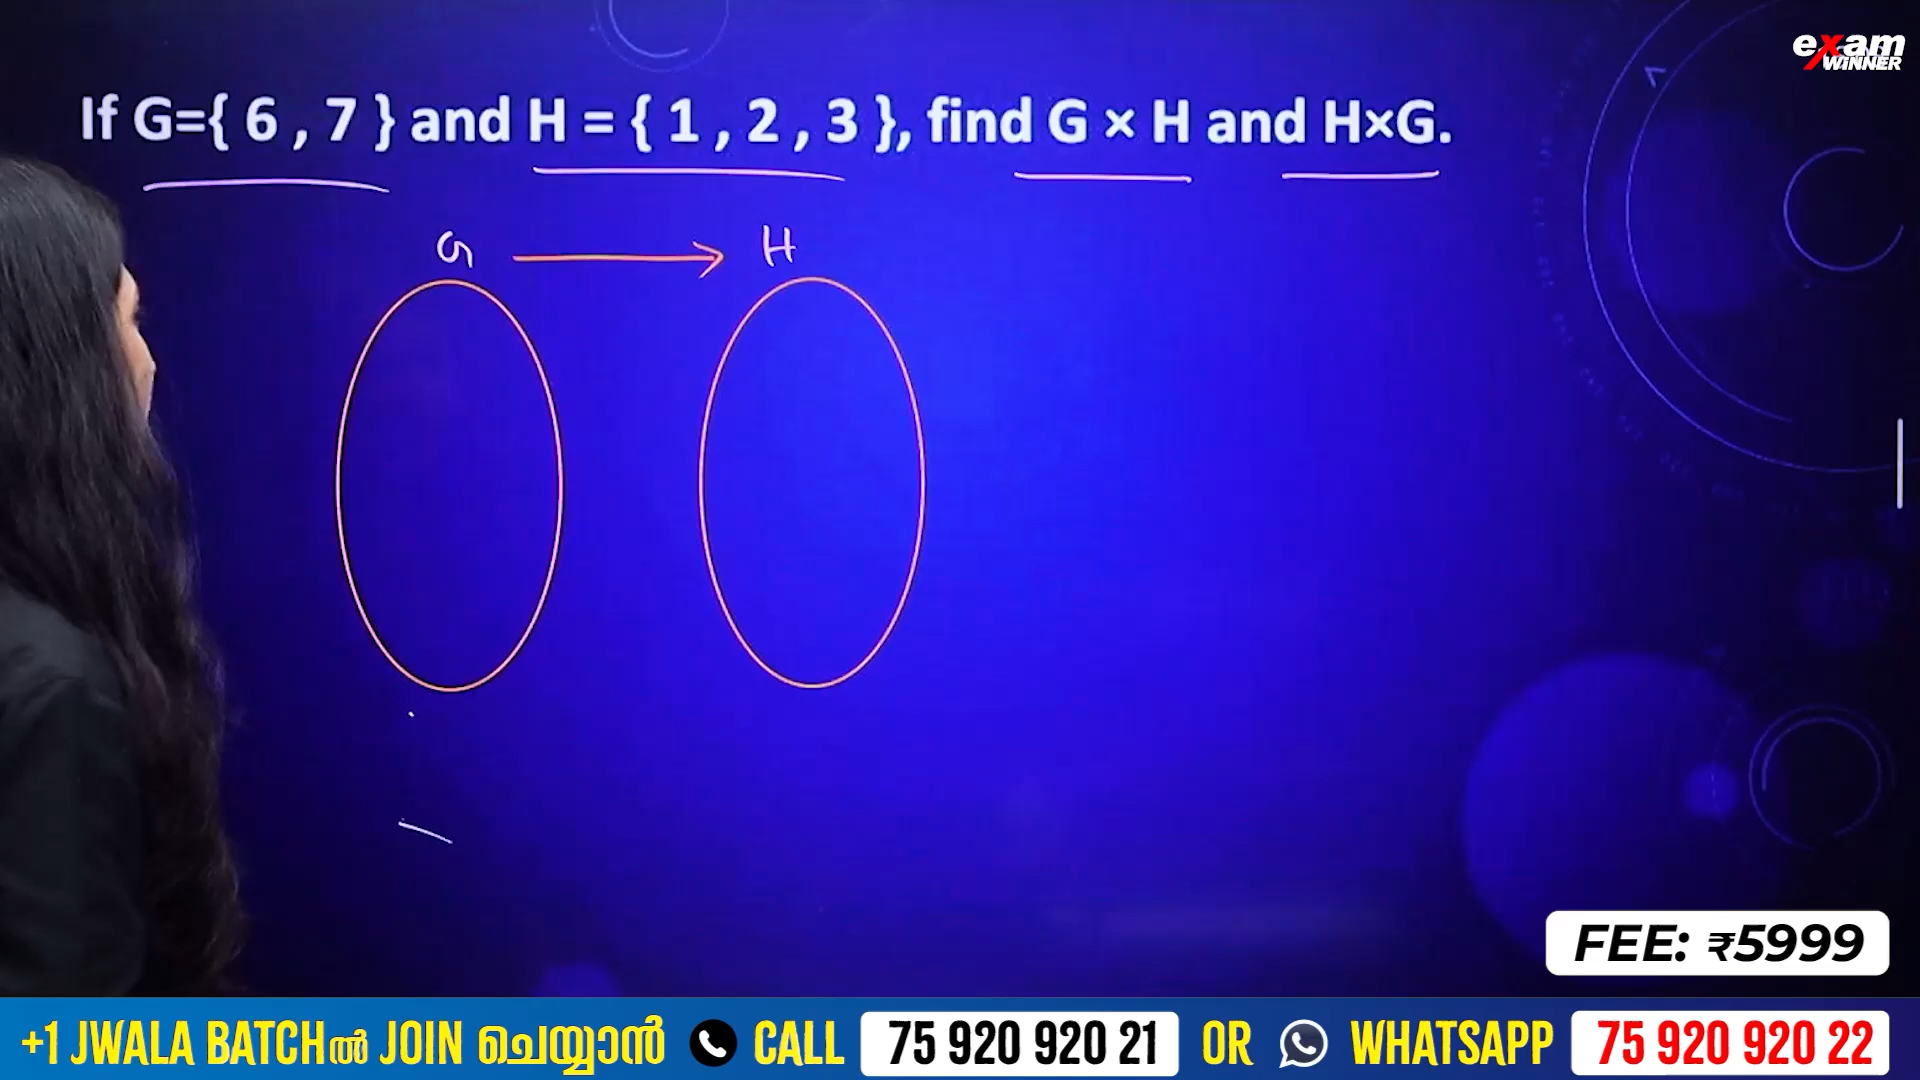 exam
WINNER
If G={ 6 , 7 } and H = { 1 , 2 , 3 }, find G × H and H×G.
G → H
FEE: ₹5999
+1 JWALA BATCHൽ JOIN ചെയ്യാൻ CALL 75 920 920 21 OR WHATSAPP 75 920 920 22